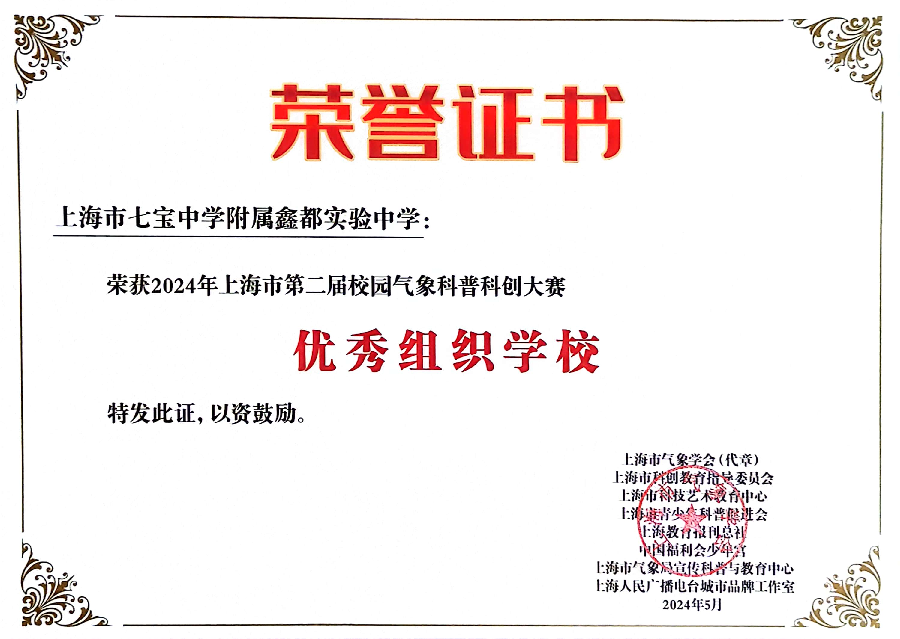 荣誉证书
上海市七宝中学附属鑫都实验中学:
荣获2024年上海市第二届校园气象科普科创大赛
优秀组织学校
特发此证,以资鼓励。
上海市气象学会(代章)
上海市科创教育指导委员会
上海市科技艺术教育中心
上海市青少年科普促进会
上海教育报刊总社
中国福利会少年宫
上海市气象局宣传科普与教育中心
上海人民广播电台城市品牌工作室
2024年5月